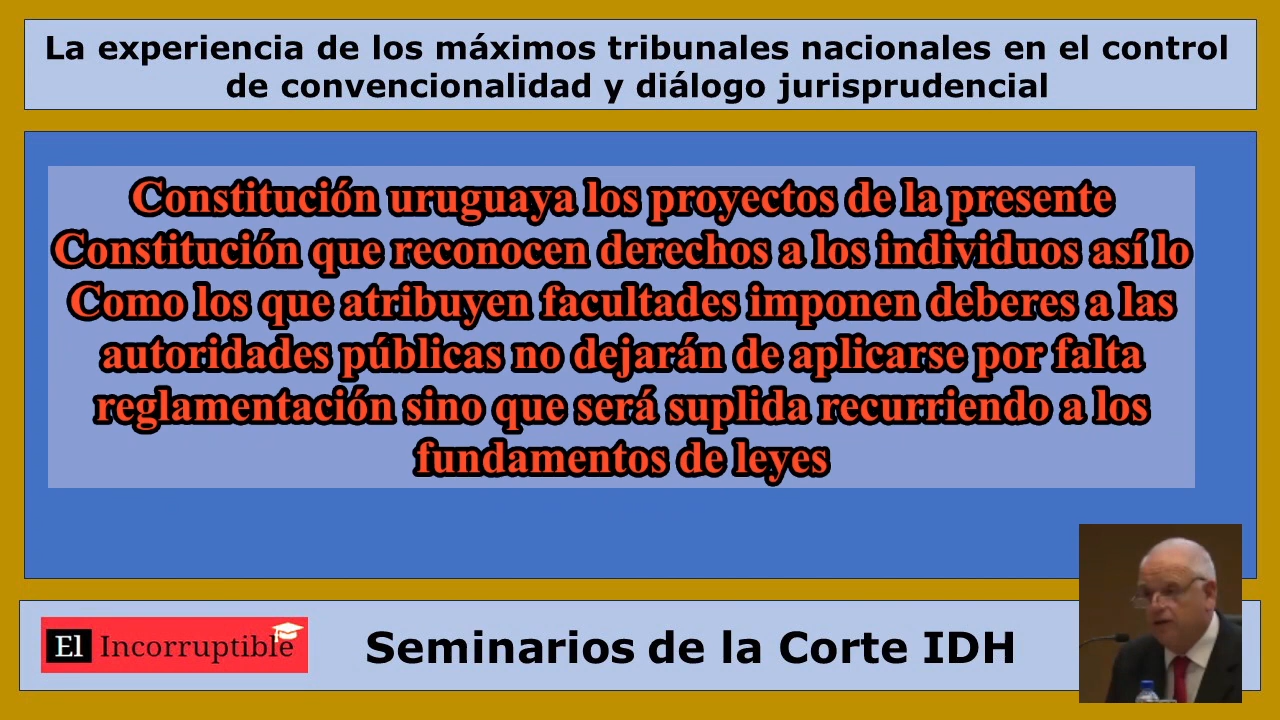 La experiencia de los máximos tribunales nacionales en el control
de convencionalidad y diálogo jurisprudencial
Constitución uruguaya los proyectos de la presente
Constitución que reconocen derechos a los individuos así lo
Como los que atribuyen facultades imponen deberes a las
autoridades públicas no dejarán de aplicarse por falta
reglamentación sino que será suplida recurriendo a los
fundamentos de leyes
El Incorruptible
Seminarios de la Corte IDH